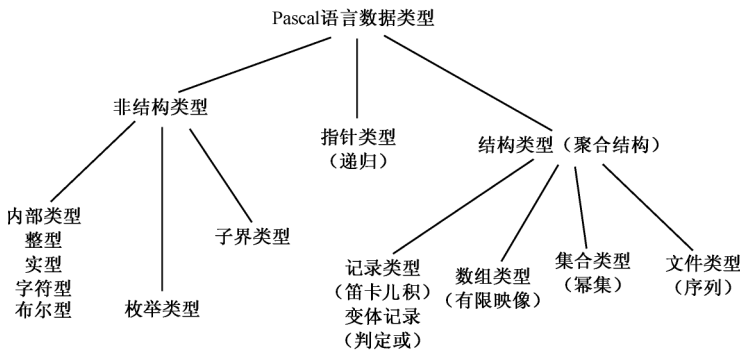 Pascal语言数据类型
非结构类型
指针类型
（递归）
结构类型（聚合结构）
内部类型
整型
实型
字符型
布尔型
枚举类型
子界类型
记录类型
（笛卡儿积）
变体记录
（判定或）
数组类型
（有限映像）
集合类型
（幂集）
文件类型
（序列）